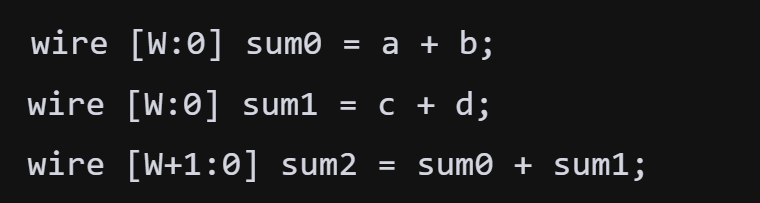 wire [W:0] sum0 = a + b;
wire [W:0] sum1 = c + d;
wire [W+1:0] sum2 = sum0 + sum1;